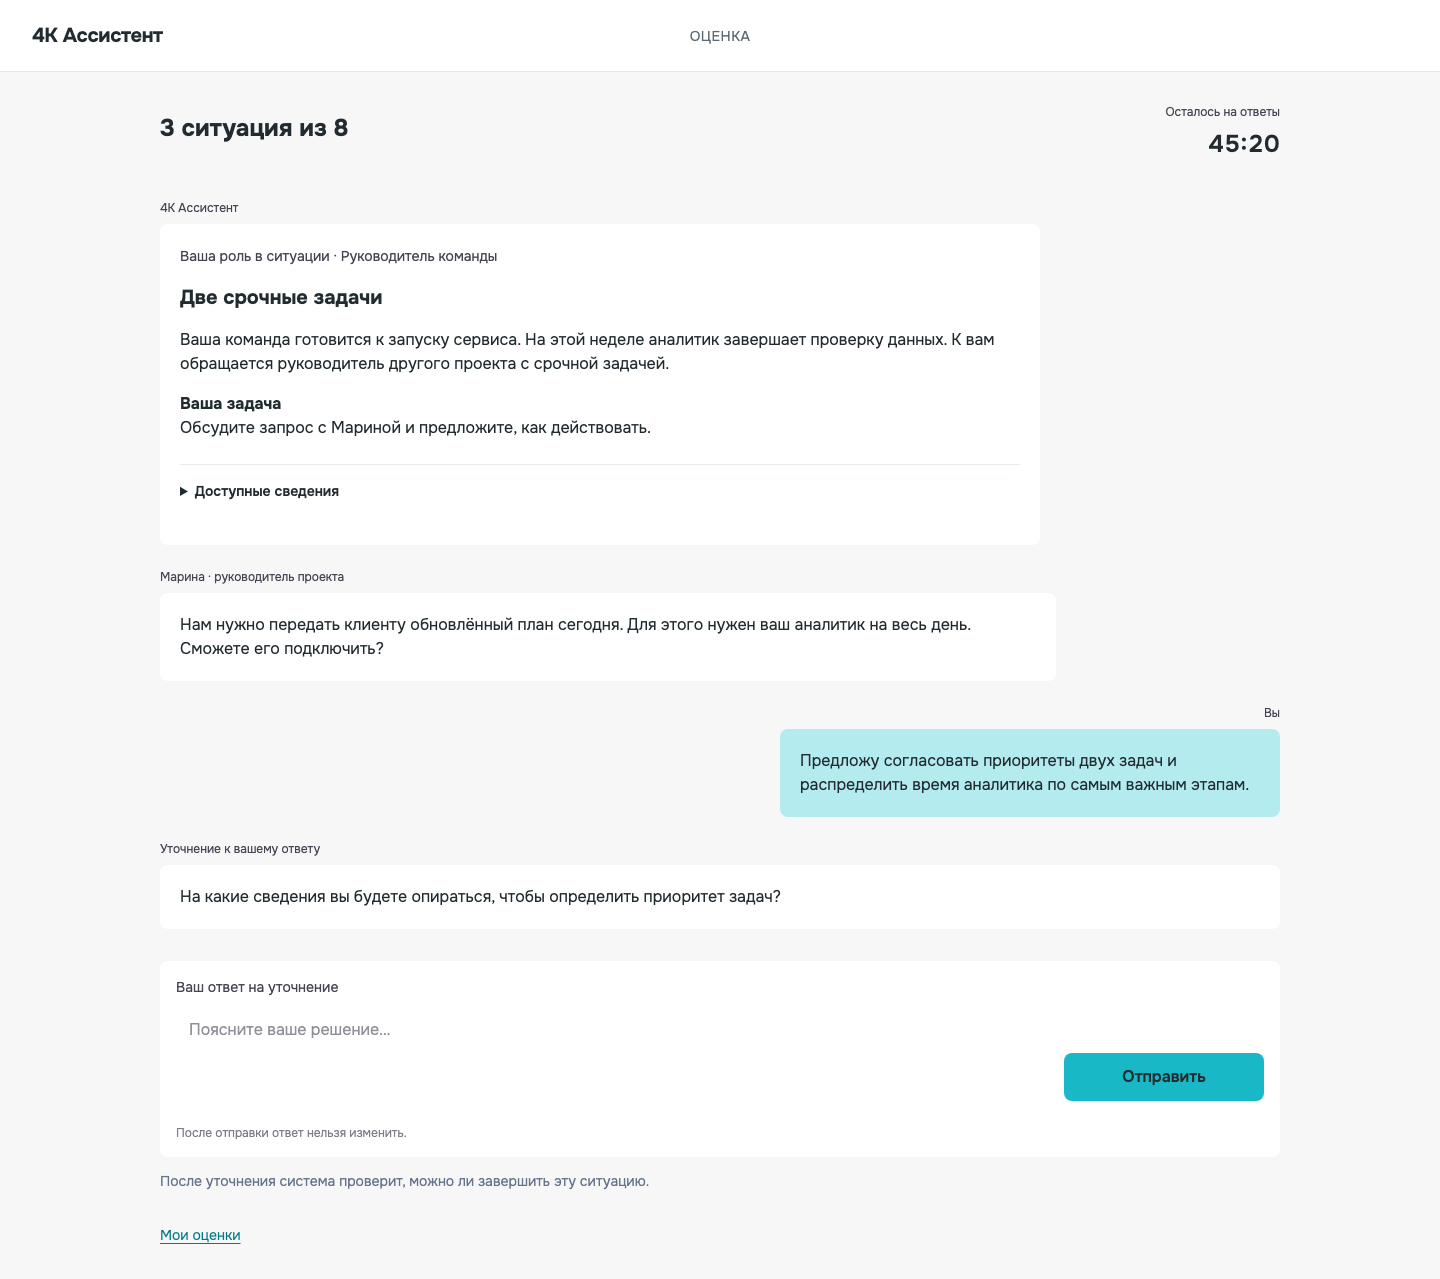 4K Ассистент
ОЦЕНКА
3 ситуация из 8
Осталось на ответы
45:20
4K Ассистент
Ваша роль в ситуации · Руководитель команды
Две срочные задачи
Ваша команда готовится к запуску сервиса. На этой неделе аналитик завершает проверку данных. К вам
обращается руководитель другого проекта с срочной задачей.
Ваша задача
Обсудите запрос с Мариной и предложите, как действовать.
Доступные сведения
Марина · руководитель проекта
Нам нужно передать клиенту обновлённый план сегодня. Для этого нужен ваш аналитик на весь день.
Сможете его подключить?
Вы
Предложу согласовать приоритеты двух задач и
распределить время аналитика по самым важным этапам.
Уточнение к вашему ответу
На какие сведения вы будете опираться, чтобы определить приоритет задач?
Ваш ответ на уточнение
Поясните ваше решение...
Отправить
После отправки ответ нельзя изменить.
После уточнения система проверит, можно ли завершить эту ситуацию.
Мои оценки